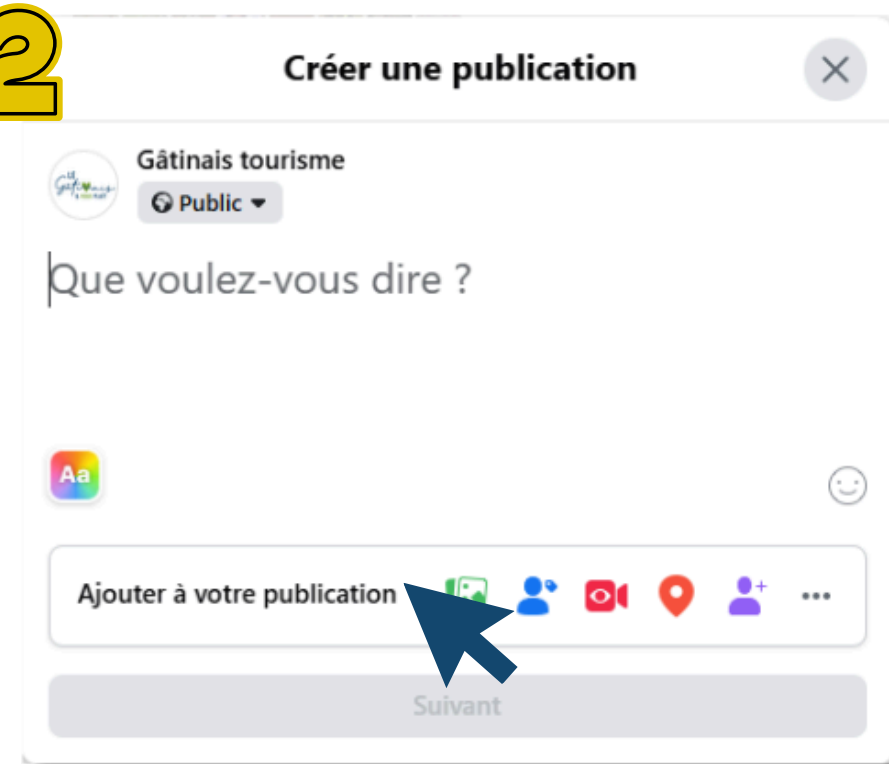 2
Créer une publication
Gâtinais tourisme
Public
Que voulez-vous dire ?
Aa
Ajouter à votre publication
Suivant